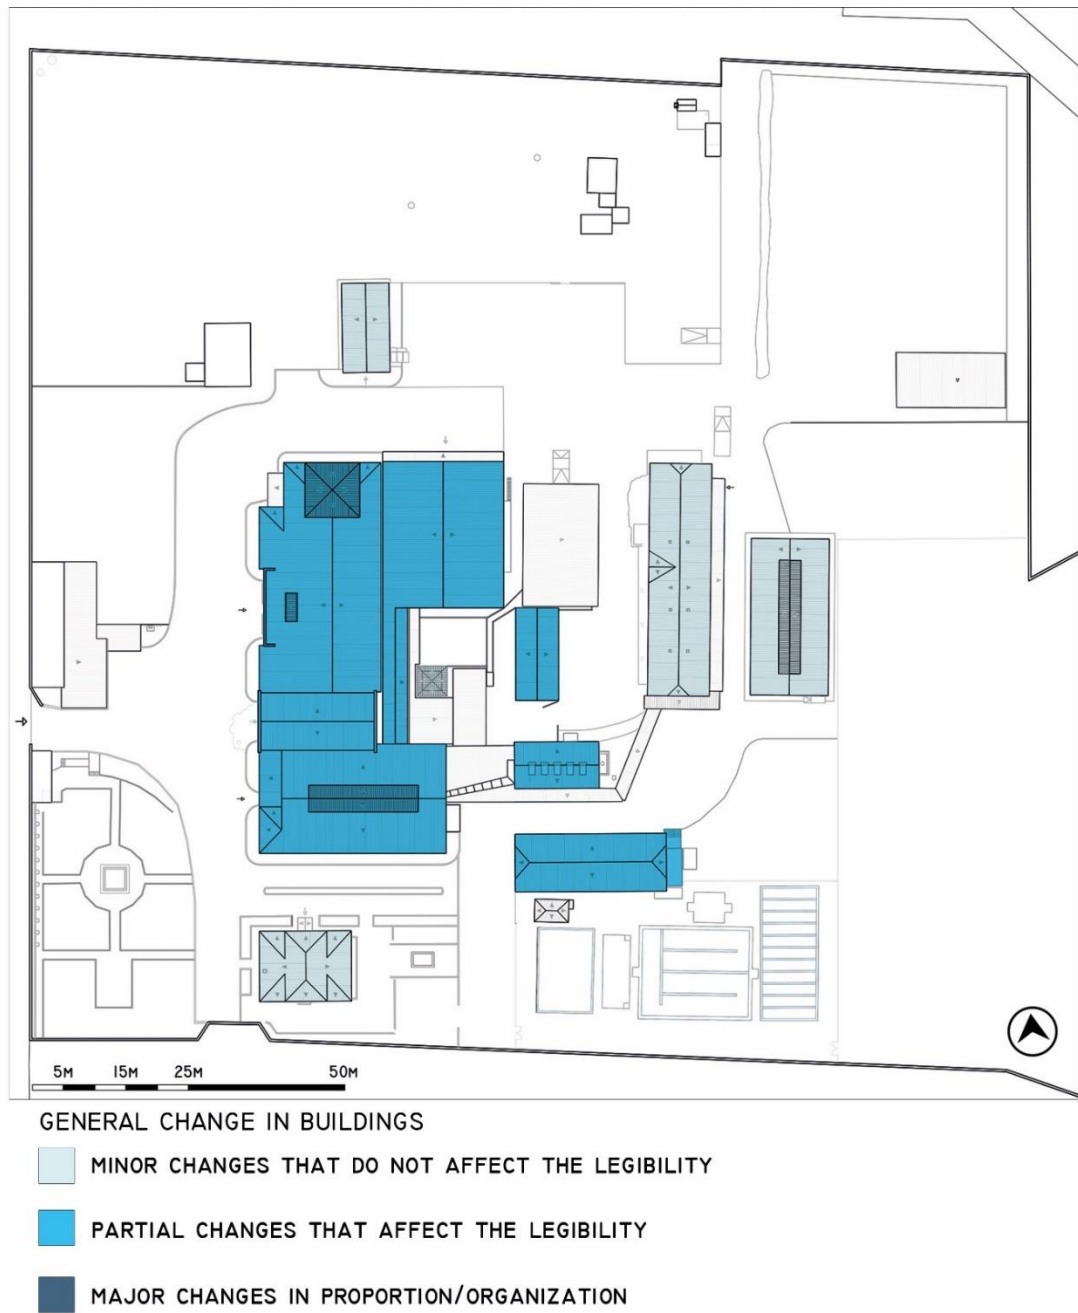 5M 15M 25M 50M
GENERAL CHANGE IN BUILDINGS
MINOR CHANGES THAT DO NOT AFFECT THE LEGIBILITY
PARTIAL CHANGES THAT AFFECT THE LEGIBILITY
MAJOR CHANGES IN PROPORTION/ORGANIZATION